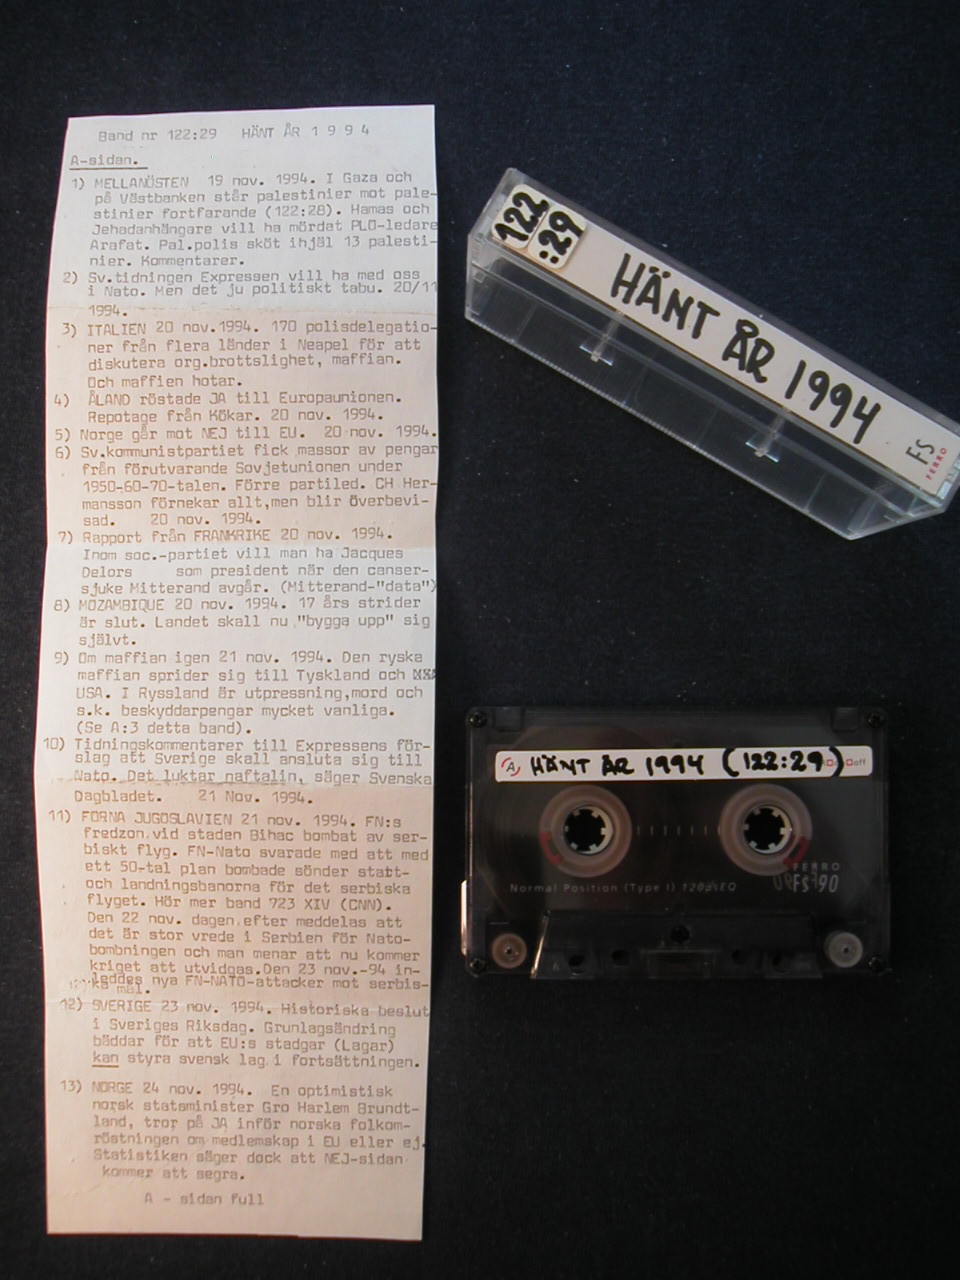 Band nr 122:29 HÄNT ÅR 1 9 9 4
A-sidan.
1) MELLANÖSTEN 19 nov. 1994. I Gaza och
på Västbanken står palestinier mot pale-
stinier fortfarande (122:28). Hamas och
Jehadanhängare vill ha mördat PLO-ledare
Arafat. Pal.polis sköt ihjäl 13 palesti-
nier. Kommentarer.
2) Sv.tidningen Expressen vill ha med oss
i Nato. Men det ju politiskt tabu. 20/11
1994.
3) ITALIEN 20 nov.1994. 170 polisdelegatio-
ner från flera länder i Neapel för att
diskutera org.brottslighet, maffian.
Och maffien hotar.
4) ÅLAND röstade JA till Europaunionen.
Repotage från Kökar. 20 nov. 1994.
5) Norge går mot NEJ till EU. 20 nov. 1994.
6) Sv.kommunistpartiet fick massor av pengar
från förutvarande Sovjetunionen under
1950-60-70-talen. Förre partiled. CH Her-
mansson förnekar allt,men blir överbevi-
sad. 20 nov. 1994.
7) Rapport från FRANKRIKE 20 nov. 1994.
Inom soc.-partiet vill man ha Jacques
Delors som president när den canser-
sjuke Mitterand avgår. (Mitterand-"data")
8) MOZAMBIQUE 20 nov. 1994. 17 års strider
är slut. Landet skall nu "bygga upp" sig
självt.
9) Om maffian igen 21 nov. 1994. Den ryska
maffian sprider sig till Tyskland och
USA. I Ryssland är utpressning,mord och
s.k. beskyddarpengar mycket vanliga.
(Se A:3 detta band).
10) Tidningskommentarer till Expressens för-
slag att Sverige skall ansluta sig till
Nato. Det luktar naftalin, säger Svenska
Dagbladet. 21 Nov. 1994.
11) FORNA JUGOSLAVIEN 21 nov. 1994. FN:s
fredzon vid staden Bihac bombat av ser-
biskt flyg. FN-Nato svarade med att med
ett 50-tal plan bombade sönder statt-
och landningsbanorna för det serbiska
flyget. Hör mer band 723 XIV (CNN).
Den 22 nov. dagen efter meddelas att
det är stor vrede i Serbien för Nato-
bombningen och man menar att nu kommer
kriget att utvidgas.Den 23 nov.-94 in-
leddes nya FN-NATO-attacker mot serbis-
ka mål.
12) SVERIGE 23 nov. 1994. Historiska beslut
i Sveriges Riksdag. Grunlagsändring
bäddar för att EU:s stadgar (Lagar)
kan styra svensk lag i fortsättningen.
13) NORGE 24 nov. 1994. En optimistisk
norsk statsminister Gro Harlem Brundt-
land, tror på JA inför norska folkom-
röstningen om medlemskap i EU eller ej.
Statistiken säger dock att NEJ-sidan
kommer att segra.
A - sidan full
122
:29
HÄNT ÅR 1994
FS
FERRO
A HÄNT ÅR 1994 (122:29)
off
FERRO
FS 90
Normal Position (Type I) 120µsEQ